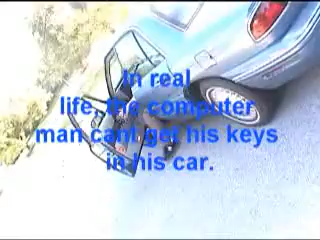 In real
life, the computer
man cant get his keys
in his car.